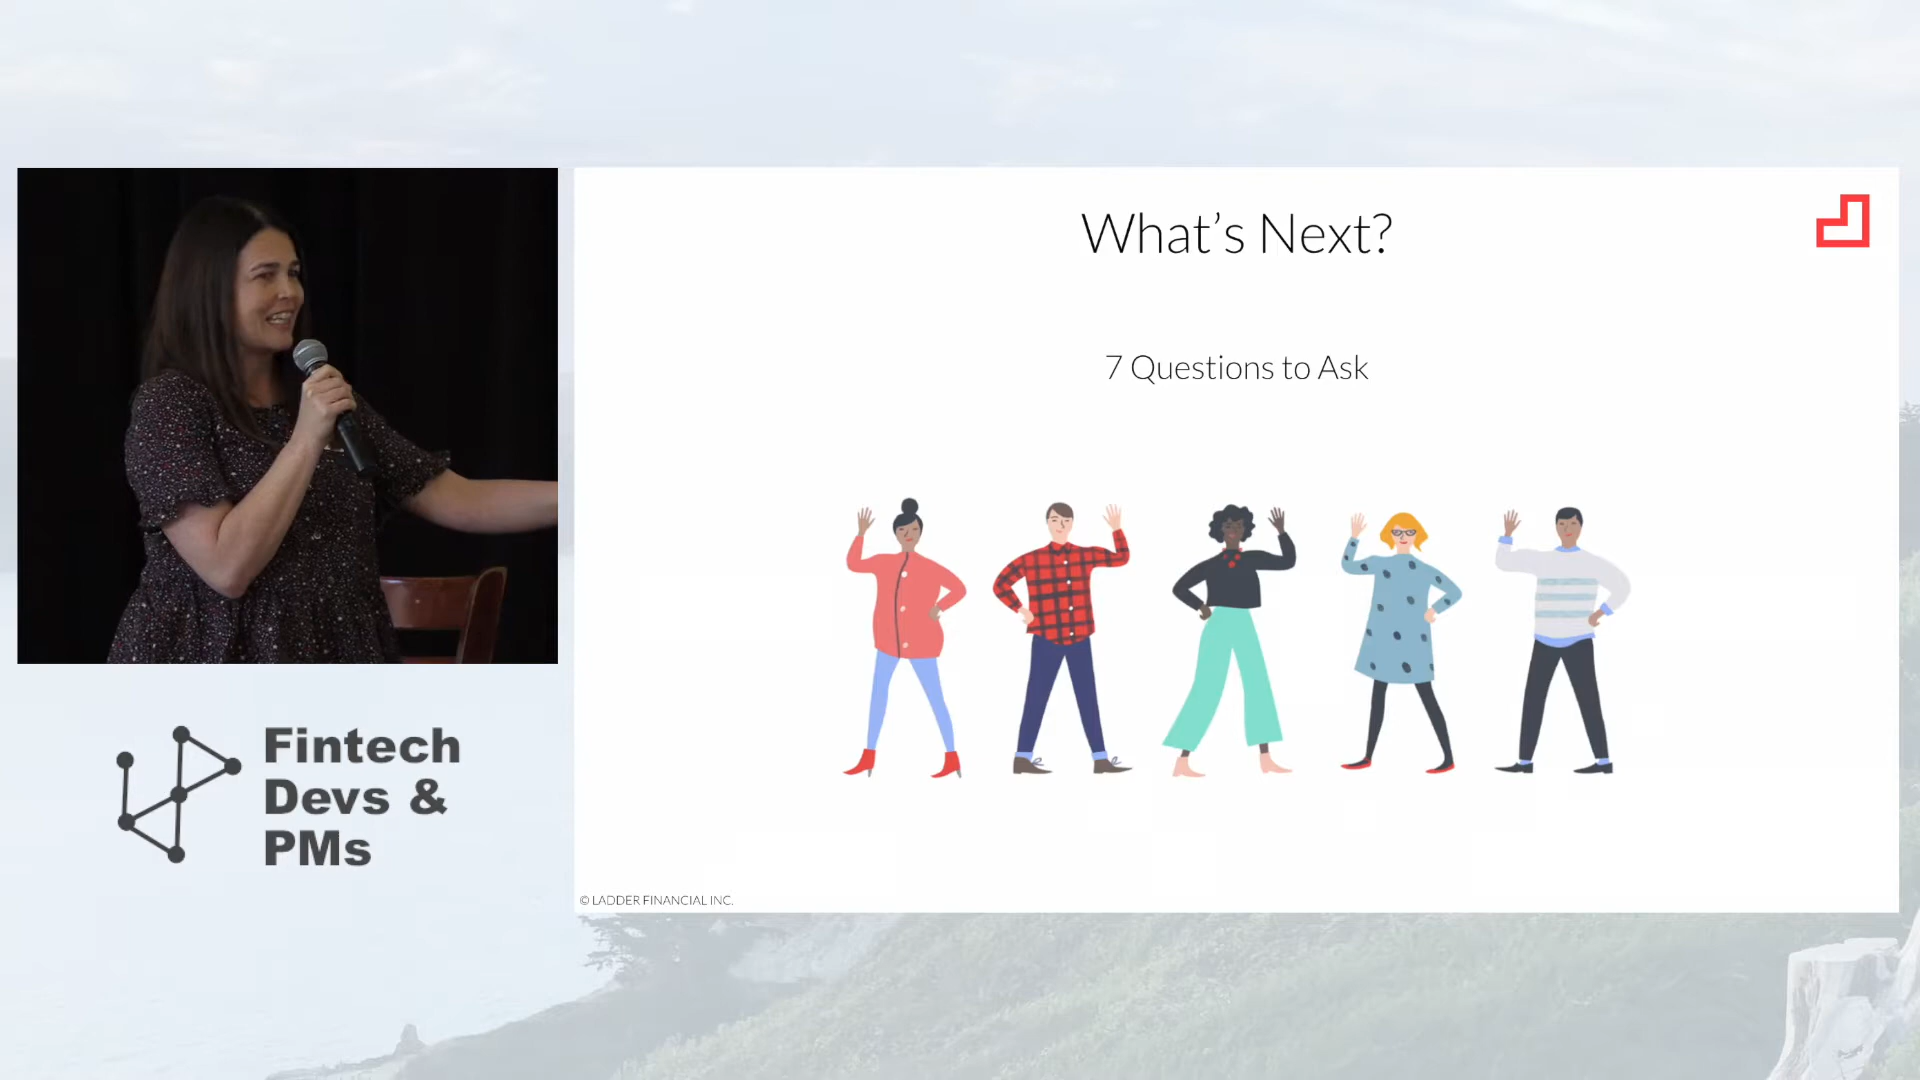 What's Next?
7 Questions to Ask
Fintech
Devs &
PMs
© LADDER FINANCIAL INC.